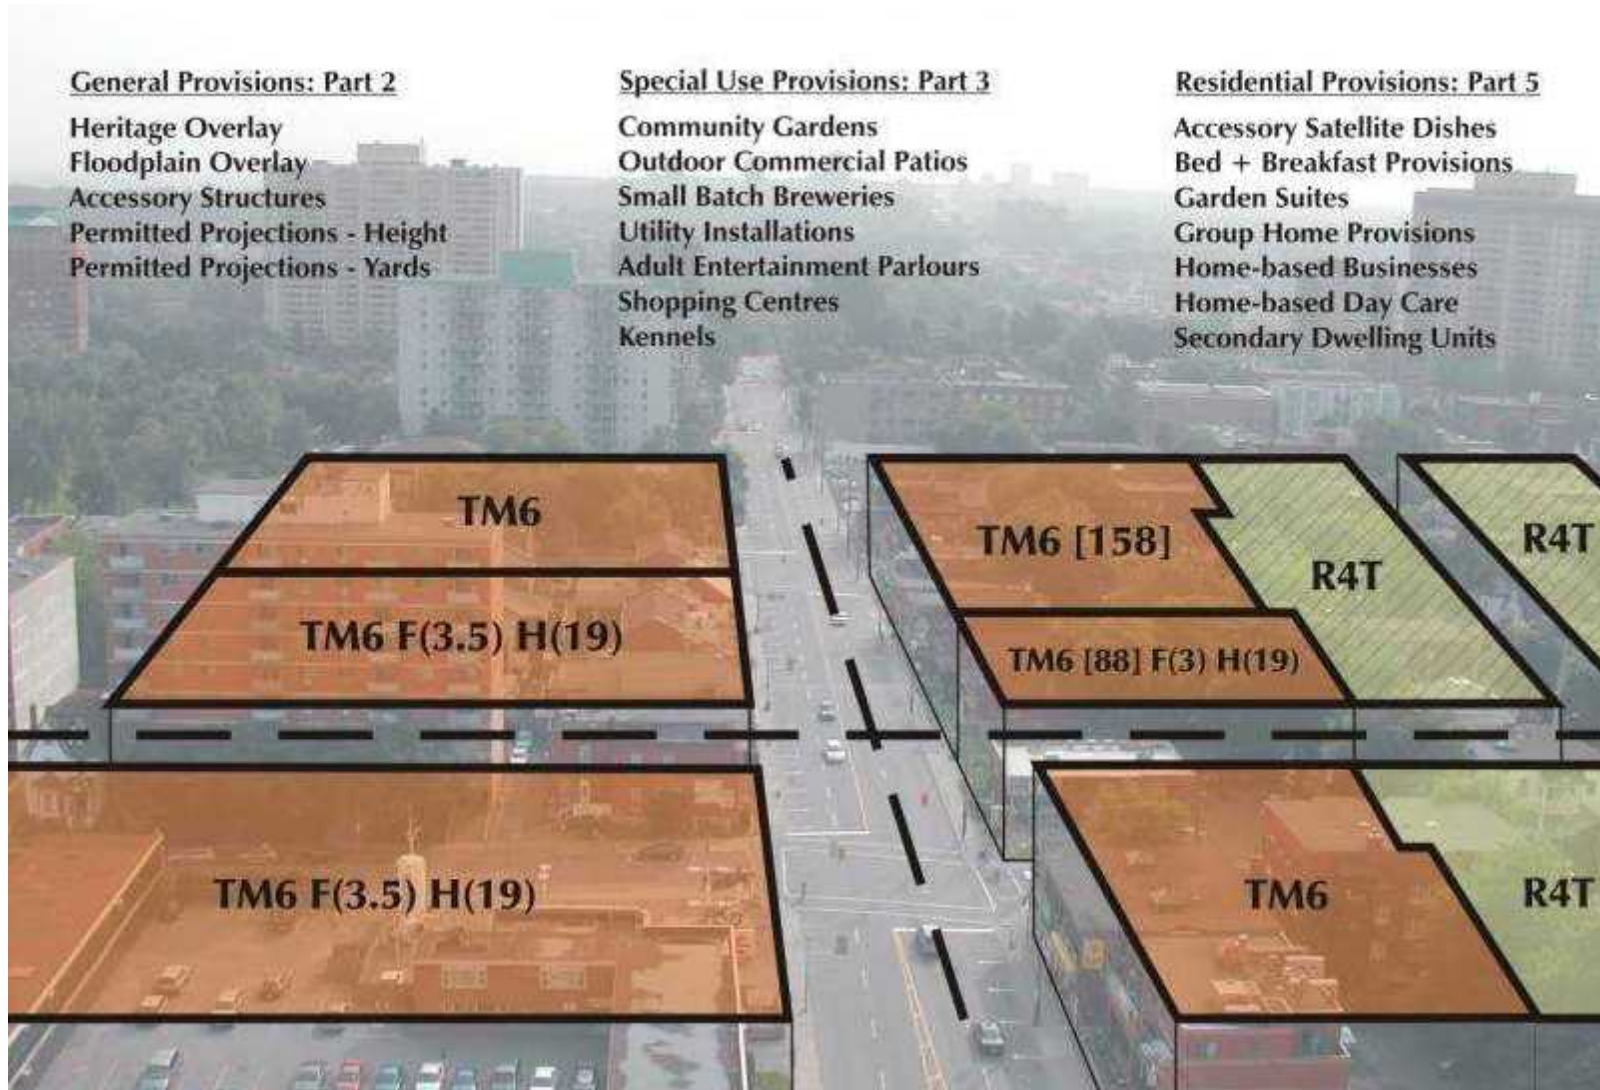 General Provisions: Part 2
Heritage Overlay
Floodplain Overlay
Accessory Structures
Permitted Projections - Height
Permitted Projections - Yards
Special Use Provisions: Part 3
Community Gardens
Outdoor Commercial Patios
Small Batch Breweries
Utility Installations
Adult Entertainment Parlours
Shopping Centres
Kennels
Residential Provisions: Part 5
Accessory Satellite Dishes
Bed + Breakfast Provisions
Garden Suites
Group Home Provisions
Home-based Businesses
Home-based Day Care
Secondary Dwelling Units
TM6
TM6 F(3.5) H(19)
TM6 [158]
R4T
R4T
TM6 [88] F(3) H(19)
TM6 F(3.5) H(19)
TM6
R4T